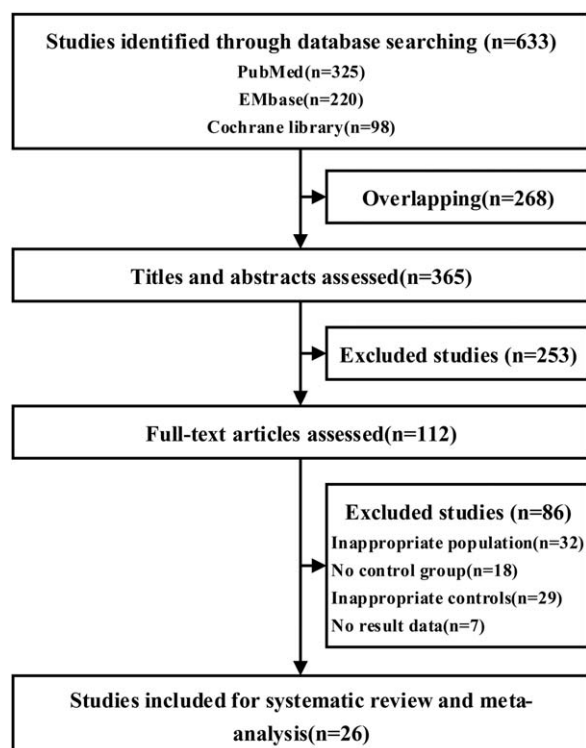 Studies identified through database searching (n=633)
PubMed(n=325)
EMbase(n=220)
Cochrane library(n=98)
Overlapping(n=268)
Titles and abstracts assessed(n=365)
Excluded studies (n=253)
Full-text articles assessed(n=112)
Excluded studies (n=86)
Inappropriate population(n=32)
No control group(n=18)
Inappropriate controls(n=29)
No result data(n=7)
Studies included for systematic review and meta-
analysis(n=26)